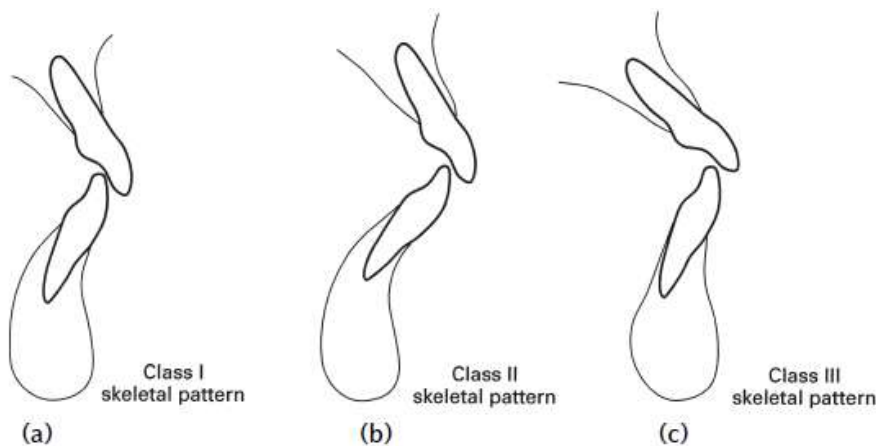 Class I
skeletal pattern
(a)
Class II
skeletal pattern
(b)
Class III
skeletal pattern
(c)